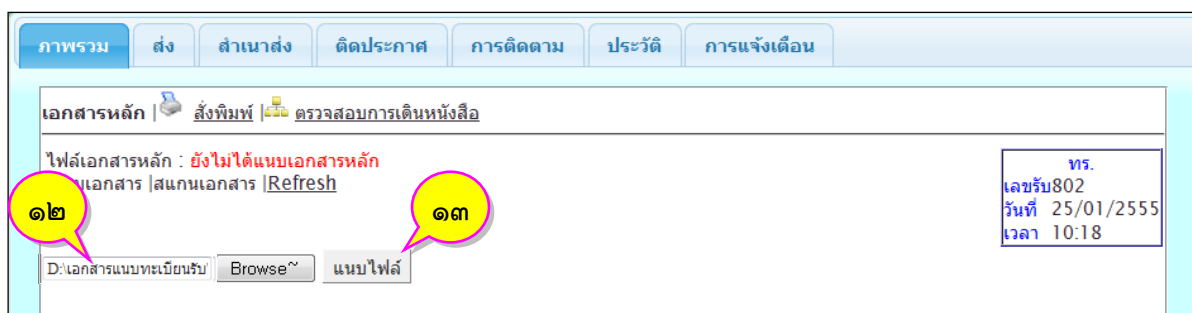 ภาพรวม ส่ง สำเนาส่ง ติดประกาศ การติดตาม ประวัติ การแจ้งเตือน
เอกสารหลัก | สั่งพิมพ์ | ตรวจสอบการเดินหนังสือ
ไฟล์เอกสารหลัก : ยังไม่ได้แนบเอกสารหลัก
เอกสาร |สแกนเอกสาร |Refresh
ทร.
เลขรับ802
วันที่ 25/01/2555
เวลา 10:18
๑๒ ๑๓
D:\เอกสารแนบทะเบียนรับ\ Browse~ แนบไฟล์